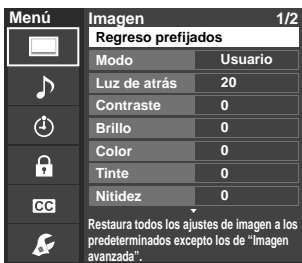 Menú
Imagen 1/2
Regreso prefijados
Modo Usuario
Luz de atrás 20
Contraste 0
Brillo 0
Color 0
Tinte 0
Nitidez 0
CC
Restaura todos los ajustes de imagen a los
predeterminados excepto los de “Imagen
avanzada”.